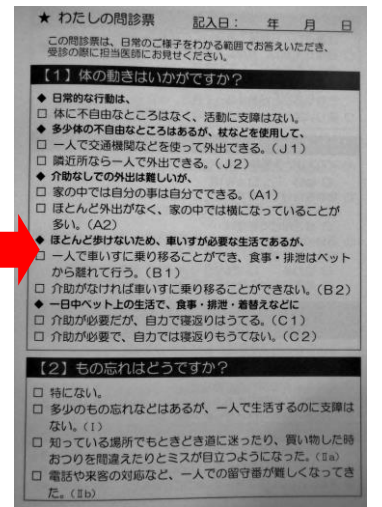 ★ わたしの問診票　記入日：　年　月　日
この問診票は、日常のご様子をわかる範囲でお答えいただき、
受診の際に担当医師にお見せください。
【1】体の動きはいかがですか？
◆ 日常的な行動は、
□ 体に不自由なところはなく、活動に支障はない。
◆ 多少体の不自由なところはあるが、杖などを使用して、
□ 一人で交通機関などを使って外出できる。（J1）
□ 隣近所なら一人で外出できる。（J2）
◆ 介助なしでの外出は難しいが、
□ 家の中では自分の事は自分でできる。（A1）
□ ほとんど外出がなく、家の中では横になっていることが
多い。（A2）
◆ ほとんど歩けないため、車いすが必要な生活であるが、
□ 一人で車いすに乗り移ることができ、食事・排泄はベット
から離れて行う。（B1）
□ 介助がなければ車いすに乗り移ることができない。（B2）
◆ 一日中ベット上の生活で、食事・排泄・着替えなどに
□ 介助が必要だが、自力で寝返りはうてる。（C1）
□ 介助が必要で、自力では寝返りもうてない。（C2）
【2】もの忘れはどうですか？
□ 特にない。
□ 多少のもの忘れなどはあるが、一人で生活するのに支障は
ない。（Ⅰ）
□ 知っている場所でもときどき道に迷ったり、買い物した時
おつりを間違えたりとミスが目立つようになった。（Ⅱa）
□ 電話や来客の対応など、一人での留守番が難しくなってき
た。（Ⅱb）